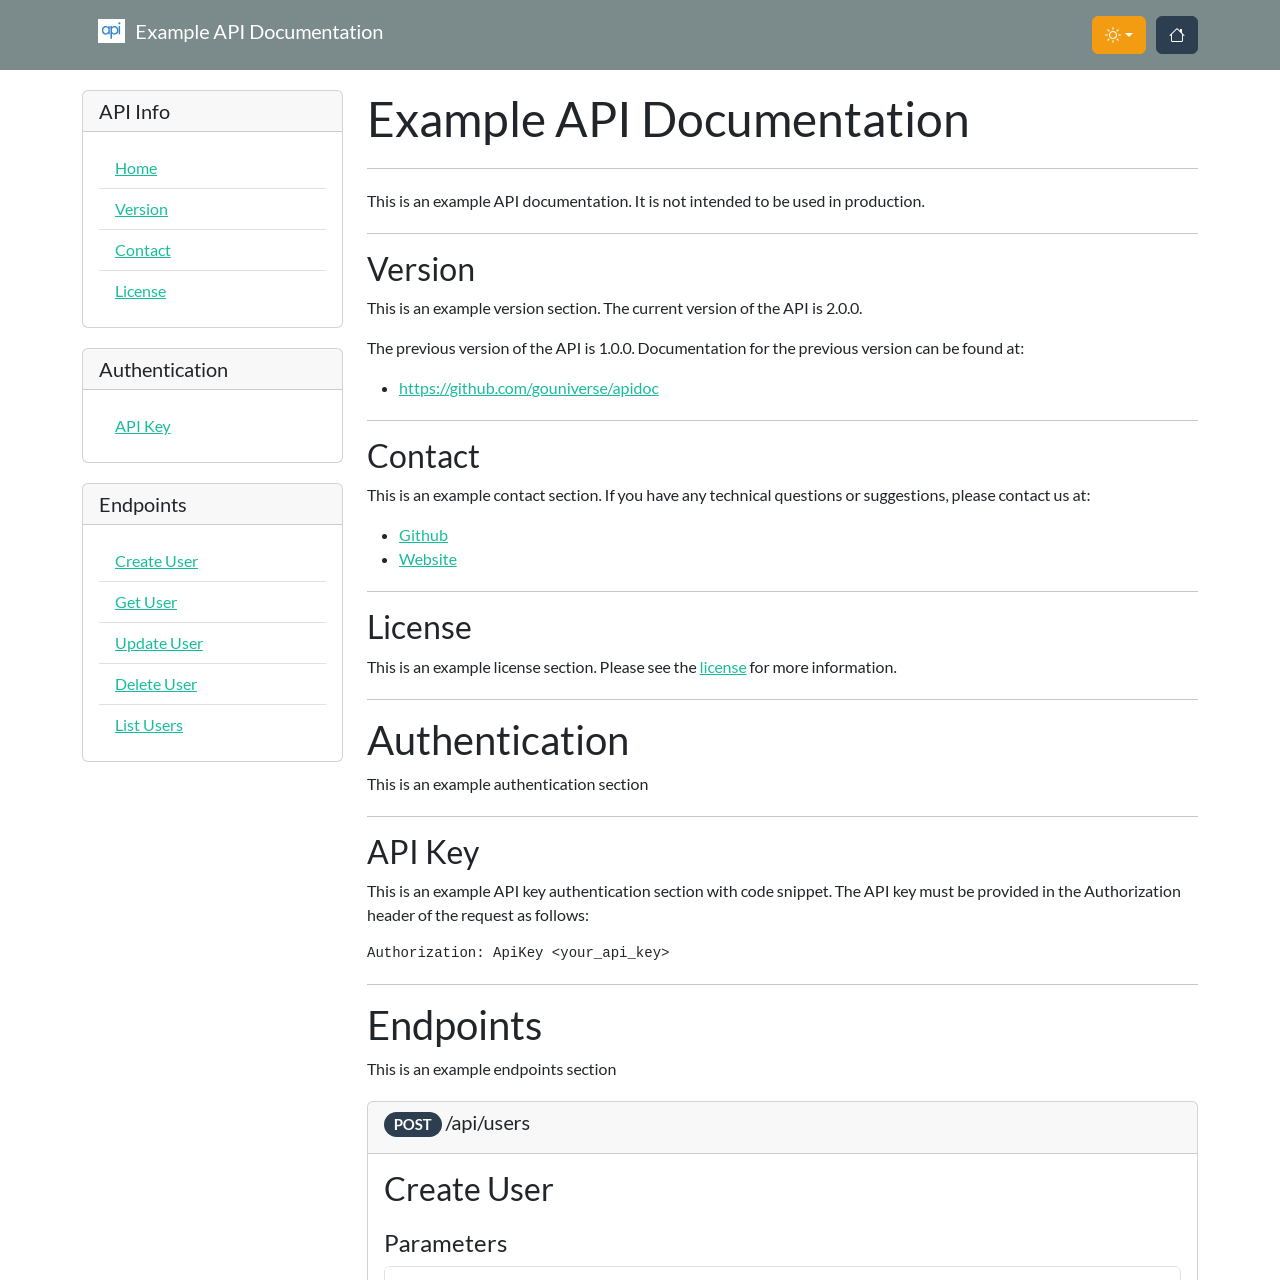 api Example API Documentation
API Info
Home
Version
Contact
License
Authentication
API Key
Endpoints
Create User
Get User
Update User
Delete User
List Users
Example API Documentation
This is an example API documentation. It is not intended to be used in production.
Version
This is an example version section. The current version of the API is 2.0.0.
The previous version of the API is 1.0.0. Documentation for the previous version can be found at:
https://github.com/gouniverse/apidoc
Contact
This is an example contact section. If you have any technical questions or suggestions, please contact us at:
Github
Website
License
This is an example license section. Please see the license for more information.
Authentication
This is an example authentication section
API Key
This is an example API key authentication section with code snippet. The API key must be provided in the Authorization
header of the request as follows:
Authorization: ApiKey <your_api_key>
Endpoints
This is an example endpoints section
POST /api/users
Create User
Parameters